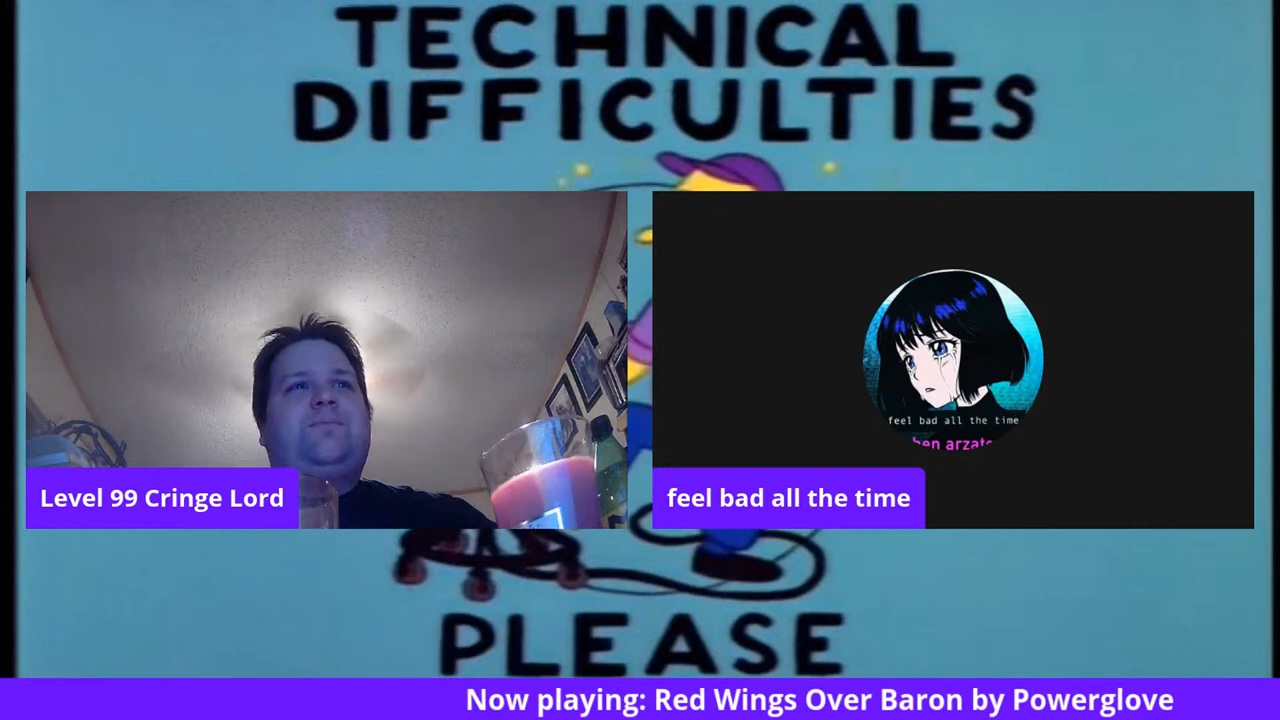 TECHNICAL
DIFFICULTIES
feel bad all the time
Level 99 Cringe Lord
feel bad all the time
PLEASE
Now playing: Red Wings Over Baron by Powerglove